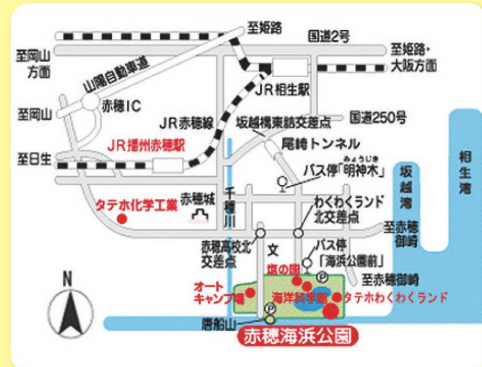 至姫路
国道2号
至岡山
方面
山陽自動車道
至姫路・
大阪方面
JR相生駅
至岡山
赤穂IC
JR赤穂線
坂越橋東詰交差点
国道250号
JR播州赤穂駅
尾崎トンネル
至日生
みょうじぎ
バス停「明神木」
坂越湾
相生湾
タテホ化学工業
赤穂城
千種川
わくわくランド
北交差点
至赤穂
御崎
赤穂高校北
交差点
文
バス停
「海浜公園前」
塩の国
P
至赤穂御崎
N
オート
キャンプ場
海洋科学館
タテホわくわくランド
P
唐船山
赤穂海浜公園